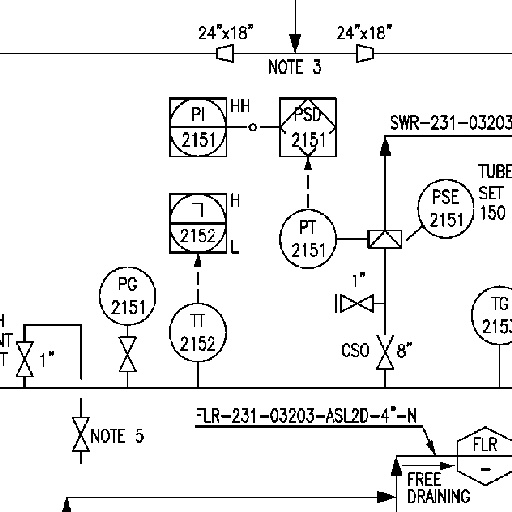 24"x18"
24"x18"
NOTE 3
PI
2151
HH
PSD
2151
SWR-231-03203
TUBE
SET
150
PSE
2151
H
2152
L
PT
2151
PG
2151
1"
TG
TT
2152
H
NT
T
1"
CSO
8"
NOTE 5
FLR-231-03203-ASL2D-4"-N
FLR
-
FREE
DRAINING